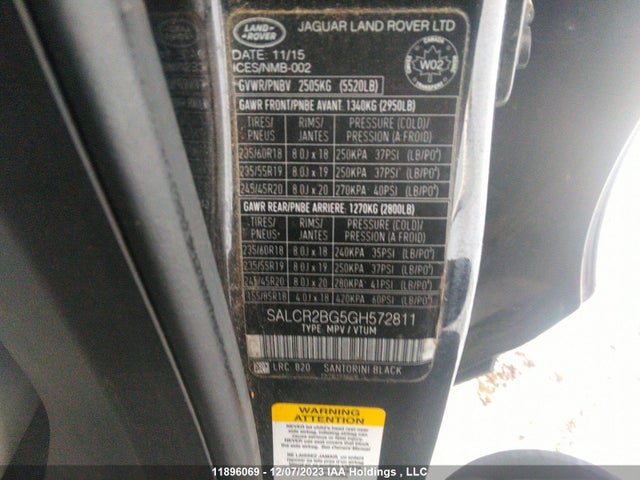 LAND ROVER
JAGUAR LAND ROVER LTD
DATE: 11/15
ICES/NMB-002
CANADA
W02
GVWR/PNBV 2505KG (5520LB)
GAWR FRONT/PNBE AVANT. 1340KG (2950LB)
TIRES/ PNEUS RIMS/ JANTES PRESSURE (COLD)/ PRESSION (A FROID)
235/60R18 8.0J x 18 250KPA 37PSI (LB/PO²)
235/55R19 8.0J x 19 250KPA 37PSI (LB/PO²)
245/45R20 8.0J x 20 270KPA 40PSI (LB/PO²)
GAWR REAR/PNBE ARRIERE: 1270KG (2800LB)
TIRES/ PNEUS RIMS/ JANTES PRESSURE (COLD)/ PRESSION (A FROID)
235/60R18 8.0J x 18 240KPA 35PSI (LB/PO²)
235/55R19 8.0J x 19 250KPA 37PSI (LB/PO²)
245/45R20 8.0J x 20 280KPA 41PSI (LB/PO²)
155/85R18 4.0J x 18 420KPA 60PSI (LB/PO²)
SALCR2BG5GH572811
TYPE: MPV / VTUM
LRC 820 SANTORINI BLACK
WARNING
ATTENTION
11896069 - 12/07/2023 IAA Holdings , LLC